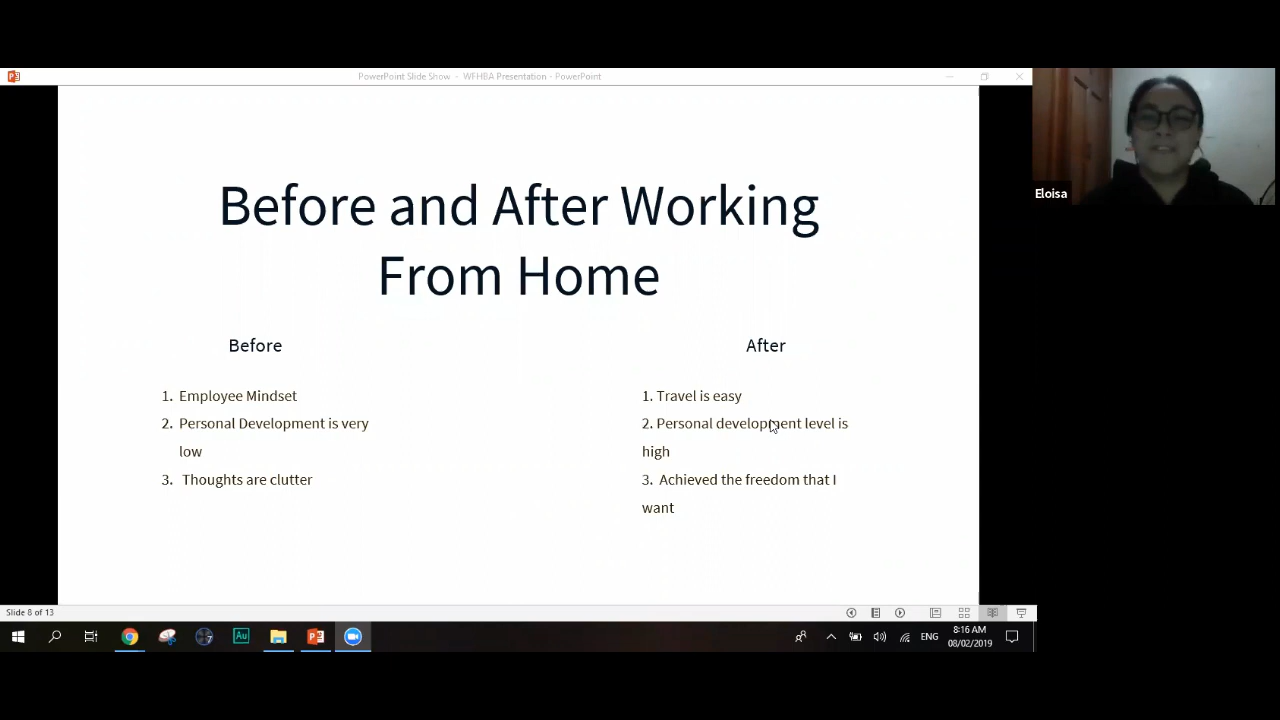 PowerPoint Slide Show - WFHBA Presentation - PowerPoint
Eloisa
Before and After Working
From Home
Before
1. Employee Mindset
2. Personal Development is very
low
3. Thoughts are clutter
After
1. Travel is easy
2. Personal development level is
high
3. Achieved the freedom that I
want
Slide 8 of 13
Au
ENG
8:16 AM
08/02/2019